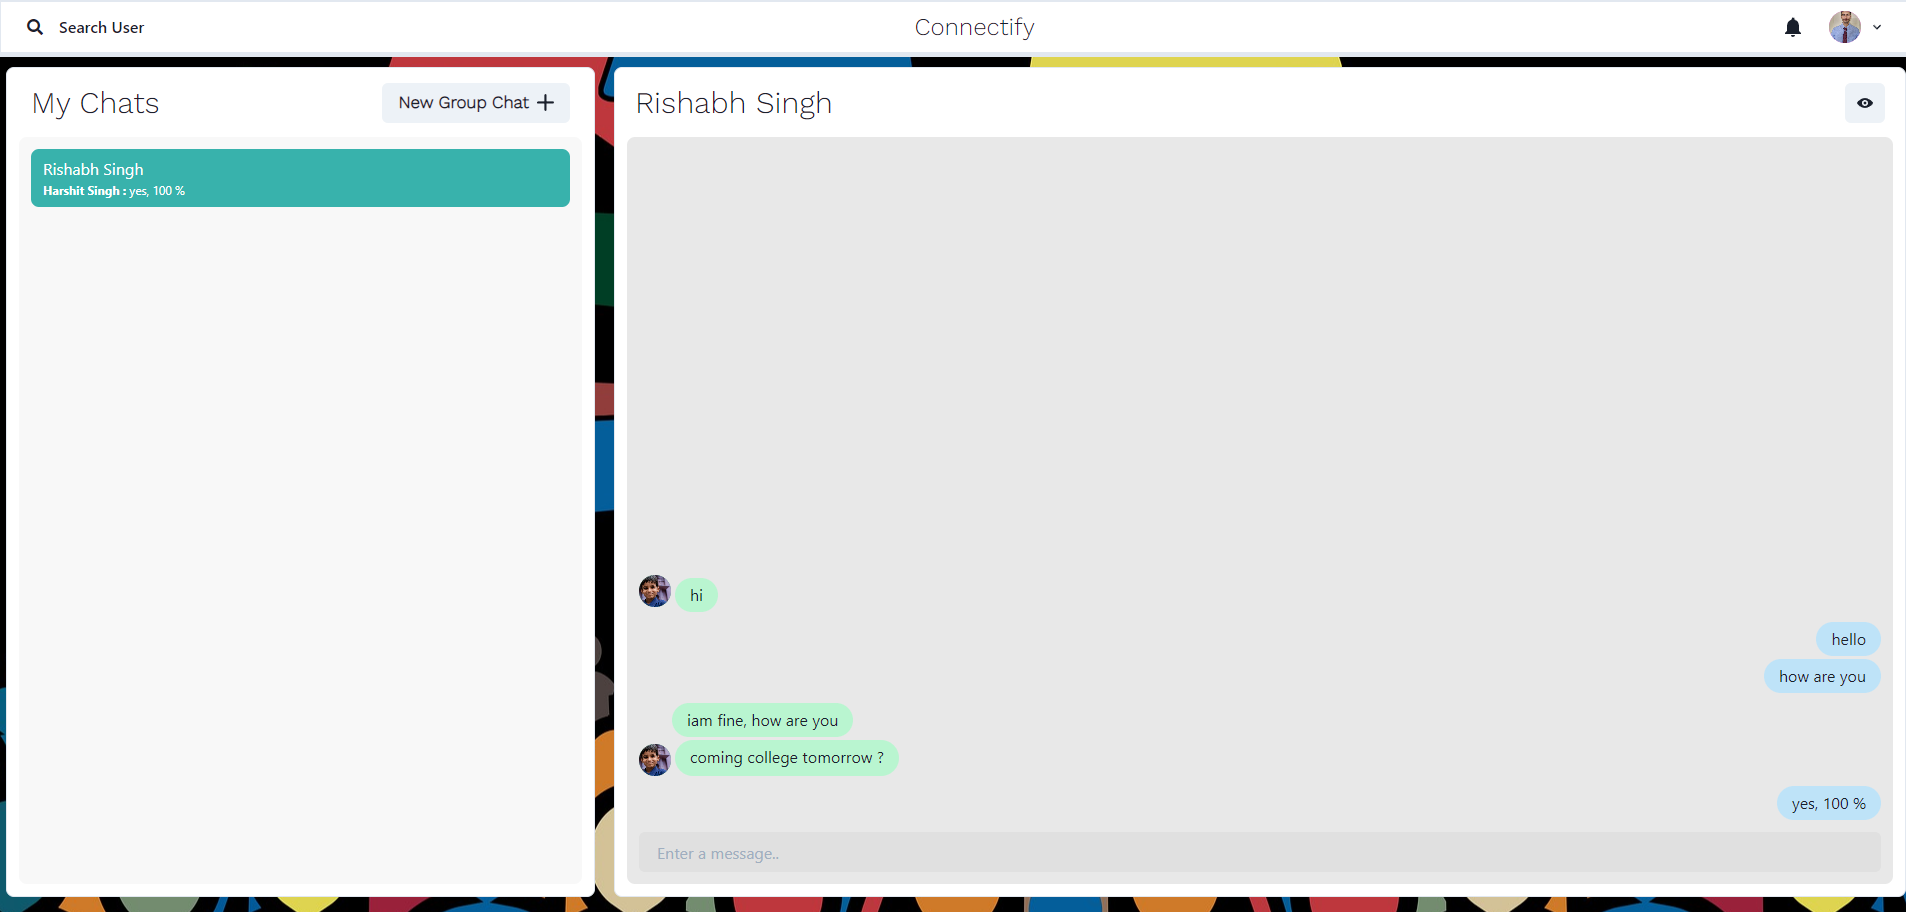 Search User
Connectify
My Chats
New Group Chat
Rishabh Singh
Harshit Singh : yes, 100 %
Rishabh Singh
hi
hello
how are you
iam fine, how are you
coming college tomorrow ?
yes, 100 %
Enter a message..